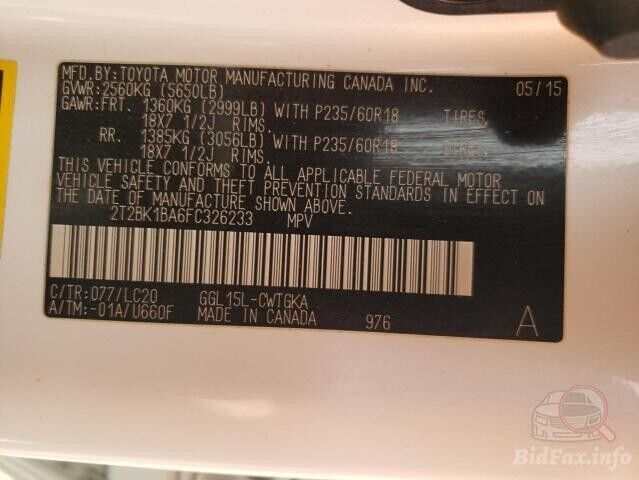 MFD.BY:TOYOTA MOTOR MANUFACTURING CANADA INC. 05/15
GVWR:2560KG (5650LB)
GAWR:FRT. 1360KG (2999LB) WITH P235/60R18 TIRES,
18X7 1/2J RIMS.
RR. 1385KG (3056LB) WITH P235/60R18
18X7 1/2J RIMS.
THIS VEHICLE CONFORMS TO ALL APPLICABLE FEDERAL MOTOR
VEHICLE SAFETY AND THEFT PREVENTION STANDARDS IN EFFECT ON
THE DATE OF MANUFACTURE SHOWN ABOVE.
2T2BK1BA6FC326233 MPV
C/TR:077/LC20 GGL15L-CWTGKA
A/TM:-01A/U660F MADE IN CANADA 976 A
BidFax.info